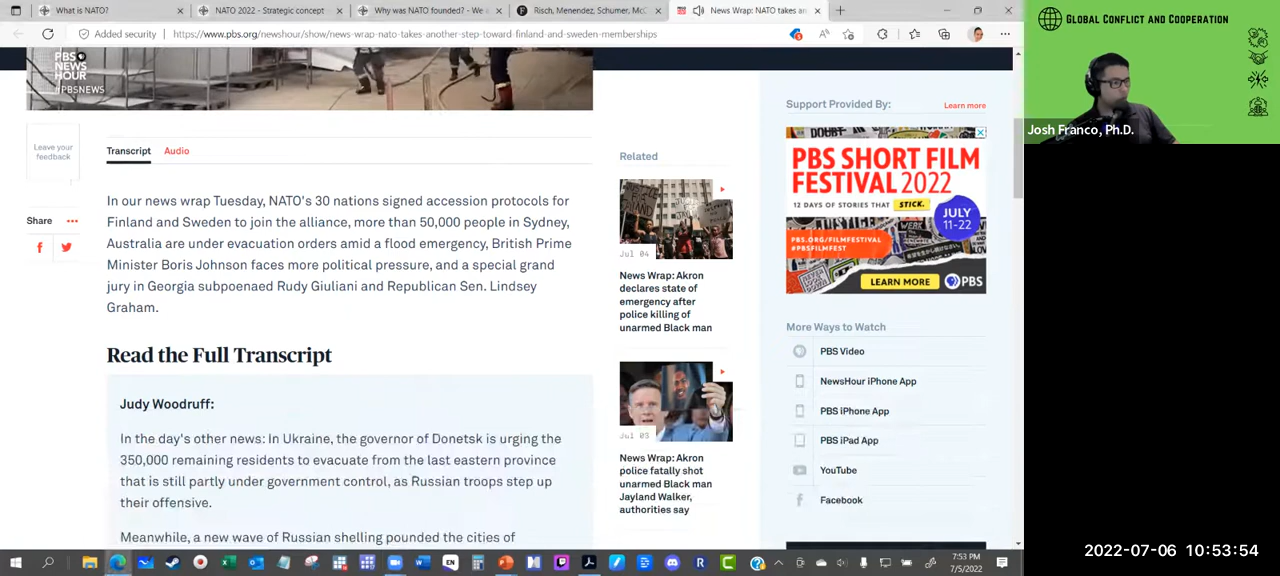 What is NATO?
NATO 2022 - Strategic concept
Why was NATO founded? - We a
Risch, Menendez, Schumer, McC
News Wrap: NATO takes an
Added security
https://www.pbs.org/newshour/show/news-wrap-nato-takes-another-step-toward-finland-and-sweden-memberships
GLOBAL CONFLICT AND COOPERATION
Josh Franco, Ph.D.
PBS
NEWS
HOUR
#PBSNEWS
Leave your
feedback
Share
Transcript
Audio
In our news wrap Tuesday, NATO's 30 nations signed accession protocols for
Finland and Sweden to join the alliance, more than 50,000 people in Sydney,
Australia are under evacuation orders amid a flood emergency, British Prime
Minister Boris Johnson faces more political pressure, and a special grand
jury in Georgia subpoenaed Rudy Giuliani and Republican Sen. Lindsey
Graham.
Read the Full Transcript
Judy Woodruff:
In the day's other news: In Ukraine, the governor of Donetsk is urging the
350,000 remaining residents to evacuate from the last eastern province
that is still partly under government control, as Russian troops step up
their offensive.
Meanwhile, a new wave of Russian shelling pounded the cities of
Related
Jul 04
News Wrap: Akron
declares state of
emergency after
police killing of
unarmed Black man
Jul 03
News Wrap: Akron
police fatally shot
unarmed Black man
Jayland Walker,
authorities say
Support Provided By:
Learn more
PBS SHORT FILM
FESTIVAL 2022
12 DAYS OF STORIES THAT STICK.
JULY
11-22
PBS.ORG/FILMFESTIVAL
#PBSFILMFEST
LEARN MORE
PBS
More Ways to Watch
PBS Video
NewsHour iPhone App
PBS iPhone App
PBS iPad App
YouTube
Facebook
7:53 PM
7/5/2022
2022-07-06 10:53:54